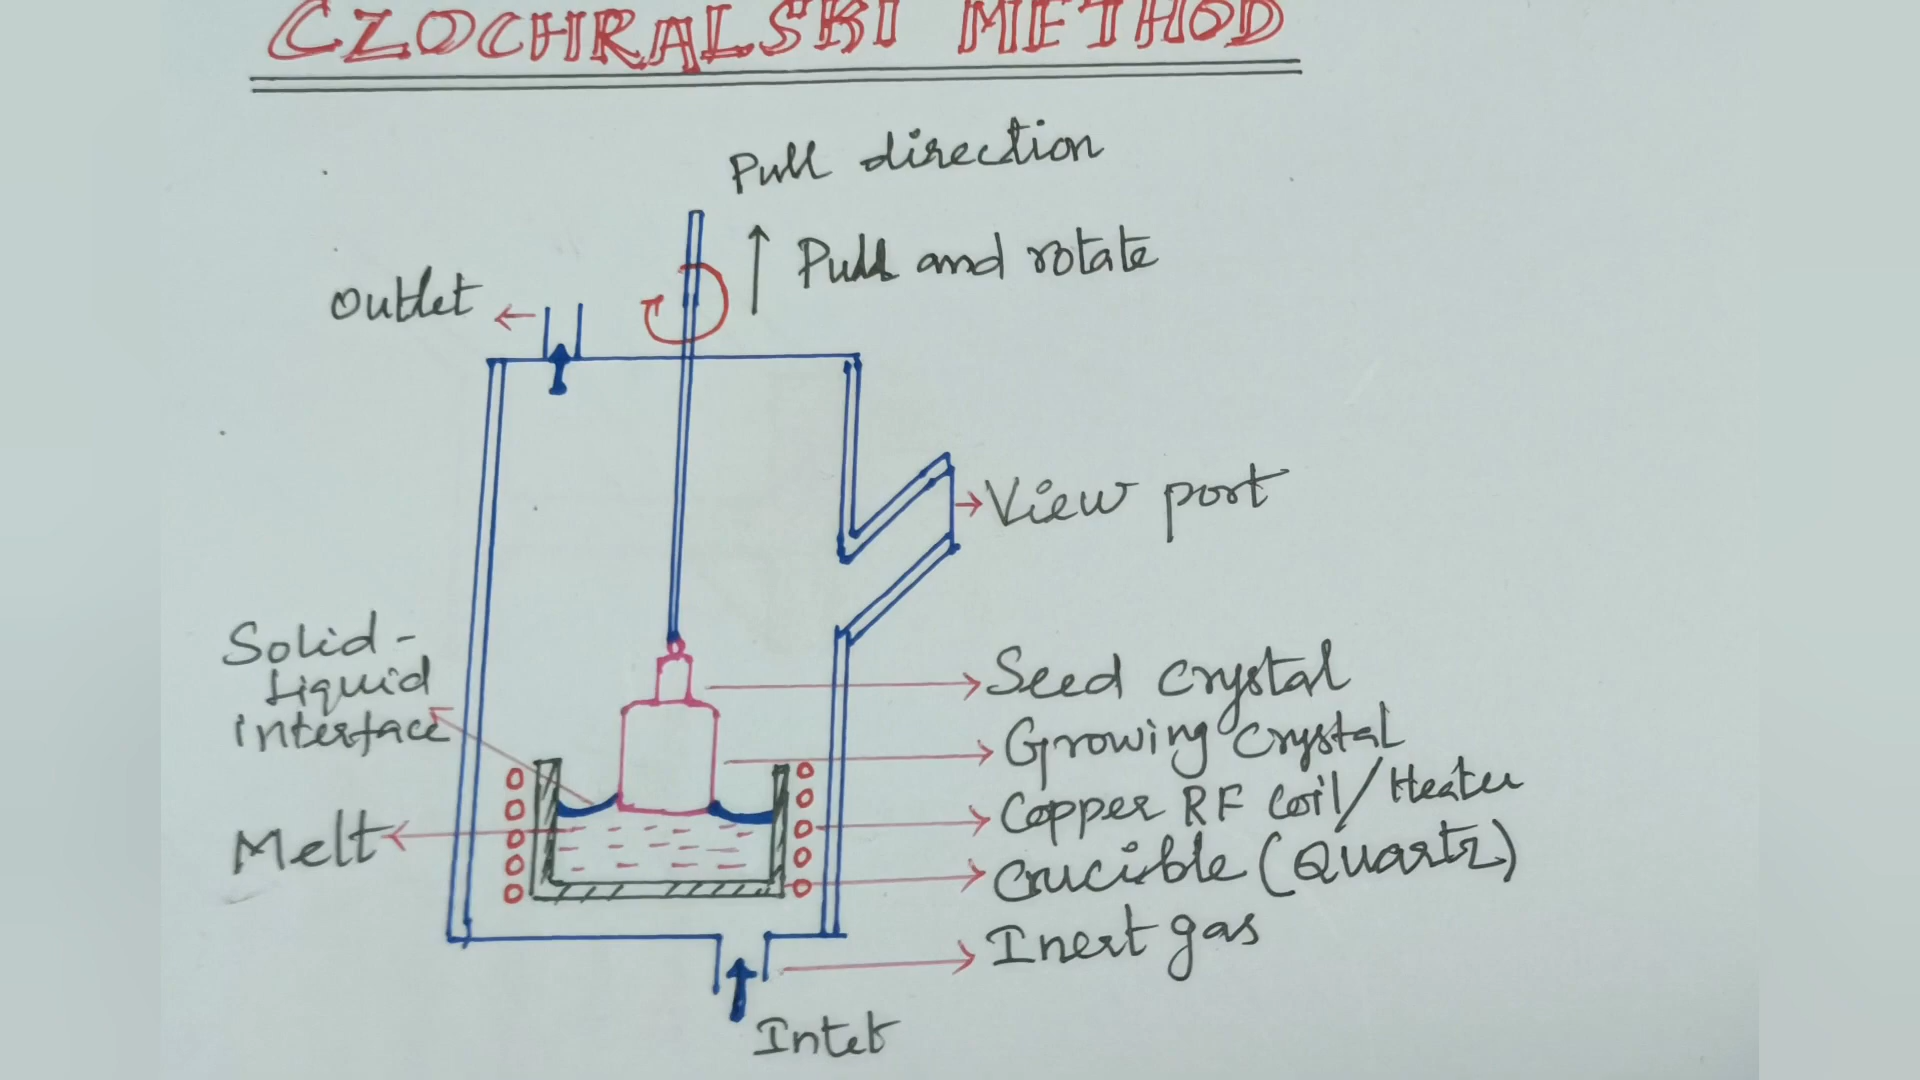 CZOCHRALSKI METHOD
Pull direction
Pull and rotate
Outlet
View port
Solid-
Liquid
interface
Seed crystal
Growing Crystal
Copper RF Coil/Heater
Melt
Crucible (Quartz)
Inert gas
Intet